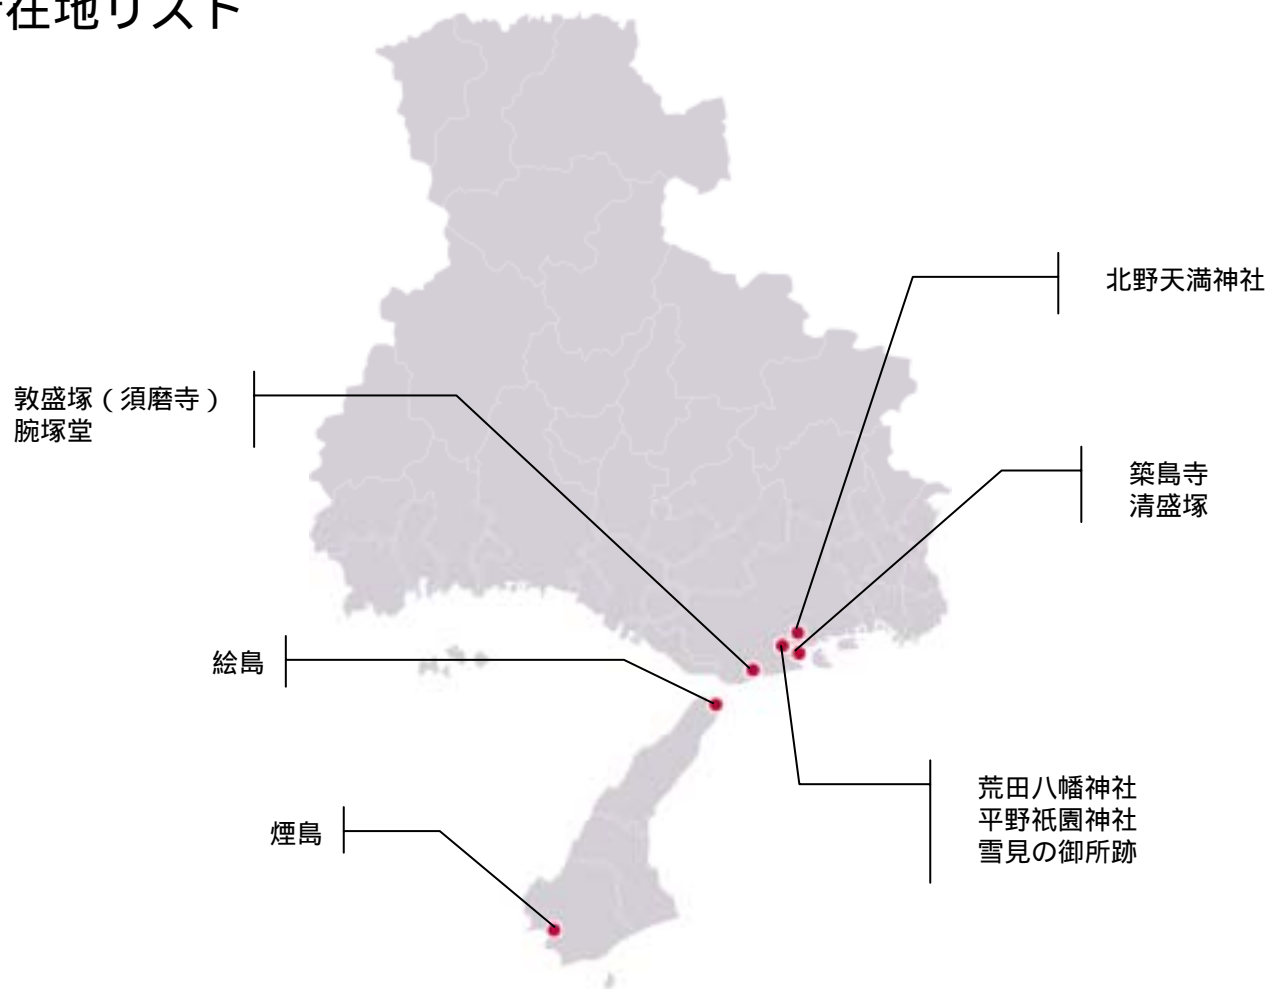 在地リスト
北野天満神社
敦盛塚（須磨寺）
腕塚堂
築島寺
清盛塚
絵島
荒田八幡神社
平野祇園神社
雪見の御所跡
煙島